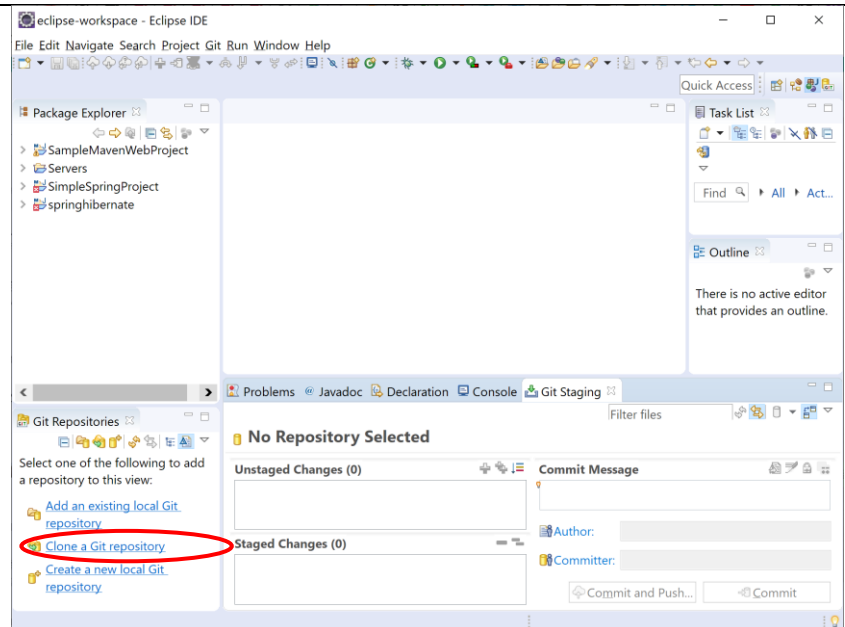 eclipse-workspace - Eclipse IDE
File Edit Navigate Search Project Git Run Window Help
Quick Access
Package Explorer
SampleMavenWebProject
Servers
SimpleSpringProject
springhibernate
Task List
Find
All
Act...
Outline
There is no active editor
that provides an outline.
Problems @ Javadoc Declaration Console Git Staging
Git Repositories
Select one of the following to add
a repository to this view:
Add an existing local Git
repository
Clone a Git repository
Create a new local Git
repository
Filter files
No Repository Selected
Unstaged Changes (0)
Staged Changes (0)
Commit Message
Author:
Committer:
Commit and Push...
Commit